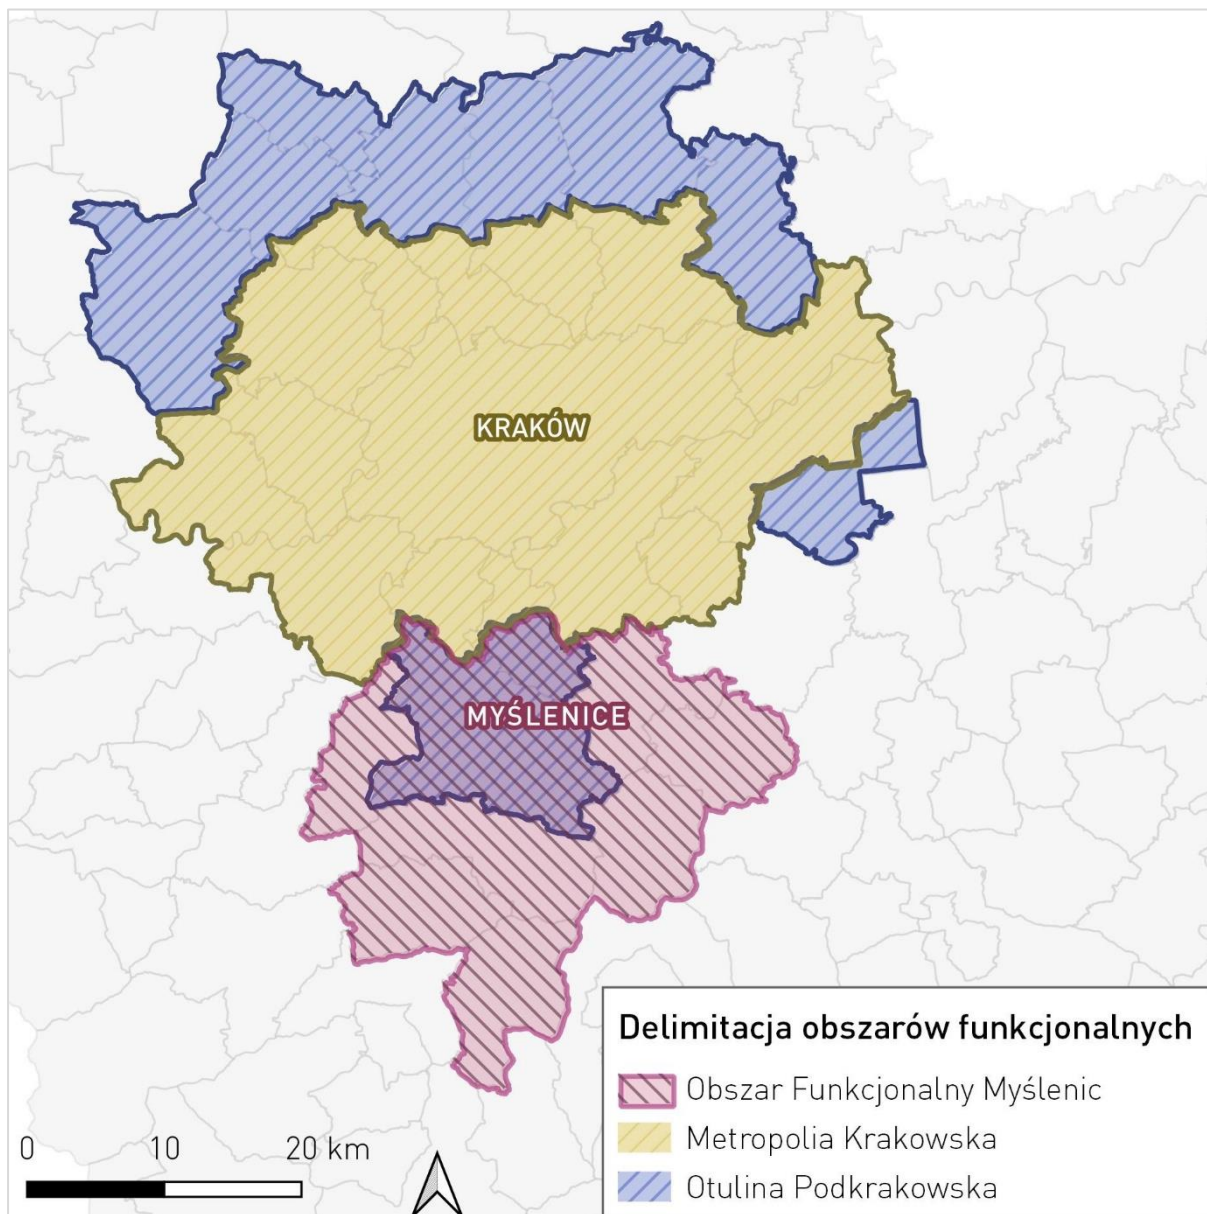 KRAKÓW
MYŚLENICE
Delimitacja obszarów funkcjonalnych
Obszar Funkcjonalny Myślenic
Metropolia Krakowska
Otulina Podkrakowska
0 10 20 km